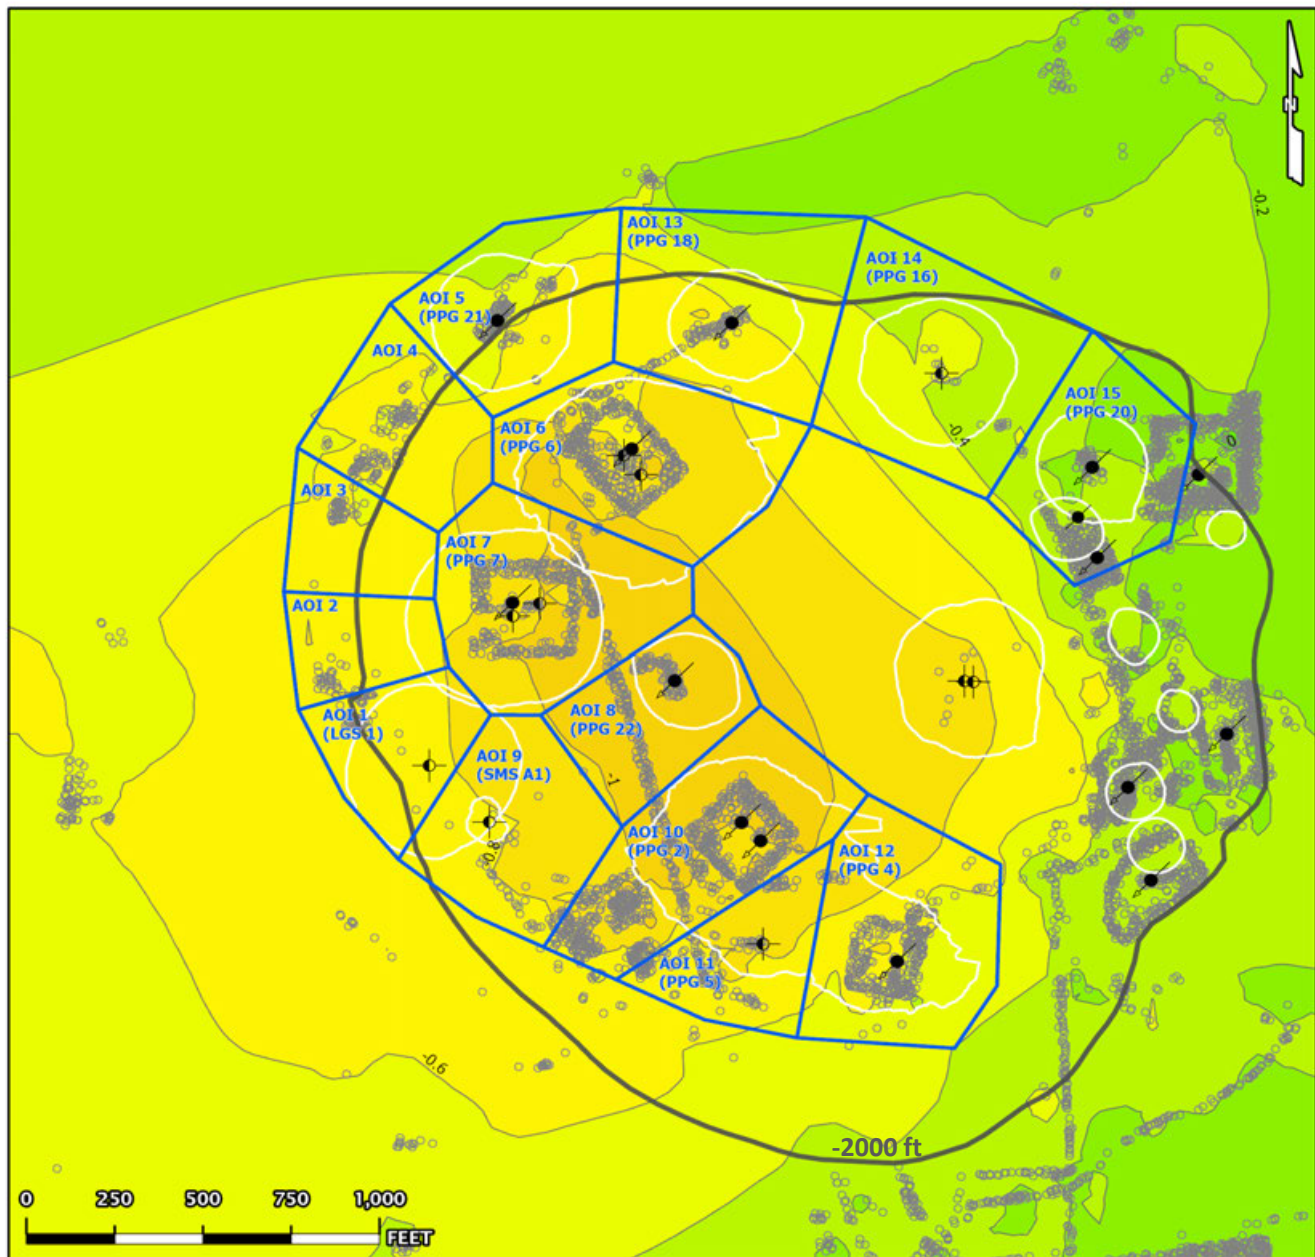 N
-0.2
AOI 13
(PPG 18)
AOI 14
(PPG 16)
AOI 5
(PPG 21)
AOI 4
AOI 15
(PPG 20)
0
-0.4
AOI 6
(PPG 6)
AOI 3
AOI 7
(PPG 7)
AOI 2
AOI 1
(LGS 1)
AOI 8
(PPG 22)
AOI 9
(SMS A1)
-1
-0.8
AOI 10
(PPG 2)
AOI 12
(PPG 4)
AOI 11
(PPG 5)
-0.6
-2000 ft
0 250 500 750 1,000
FEET